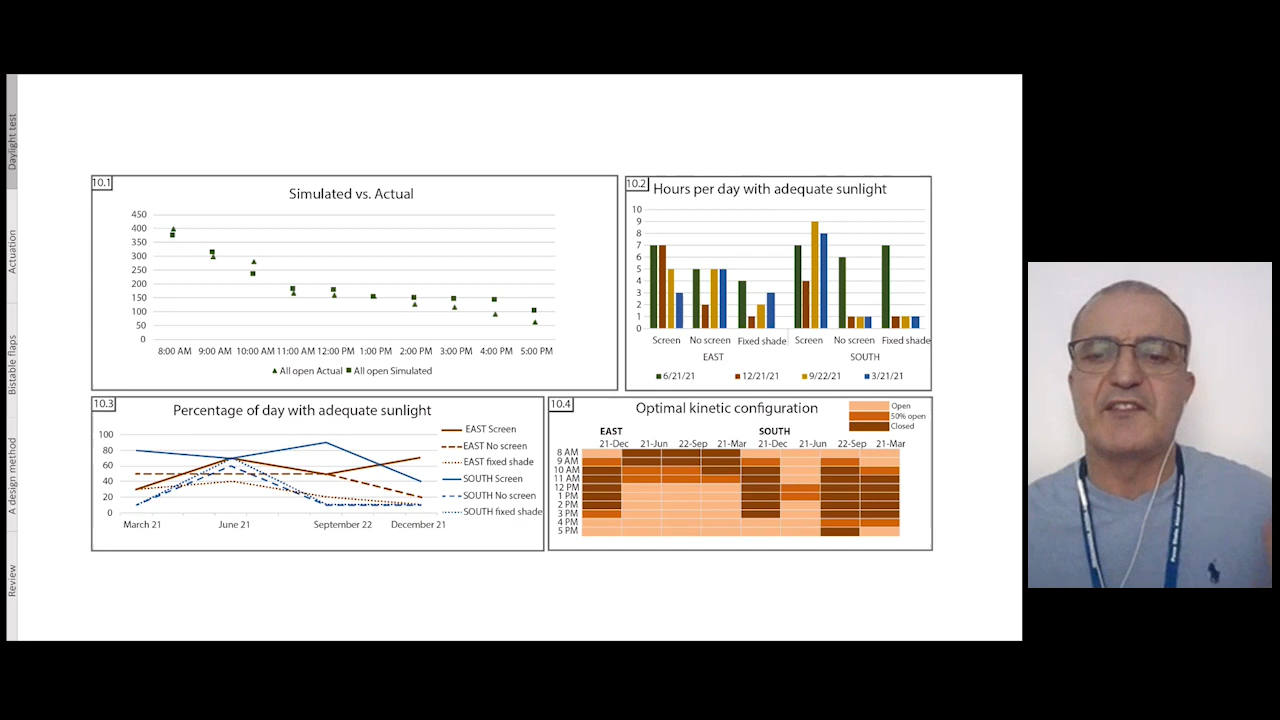 Daylight test
Actuation
Bistable flaps
A design method
Review
10.1
Simulated vs. Actual
450
400
350
300
250
200
150
100
50
0
8:00 AM 9:00 AM 10:00 AM 11:00 AM 12:00 PM 1:00 PM 2:00 PM 3:00 PM 4:00 PM 5:00 PM
All open Actual All open Simulated
10.2
Hours per day with adequate sunlight
10
9
8
7
6
5
4
3
2
1
0
Screen No screen Fixed shade Screen No screen Fixed shade
EAST SOUTH
6/21/21 12/21/21 9/22/21 3/21/21
10.3
Percentage of day with adequate sunlight
100
80
60
40
20
0
March 21 June 21 September 22 December 21
EAST Screen
EAST No screen
EAST fixed shade
SOUTH Screen
SOUTH No screen
SOUTH fixed shade
10.4
Optimal kinetic configuration
Open
50% open
Closed
EAST SOUTH
21-Dec 21-Jun 22-Sep 21-Mar 21-Dec 21-Jun 22-Sep 21-Mar
8 AM
9 AM
10 AM
11 AM
12 PM
1 PM
2 PM
3 PM
4 PM
5 PM